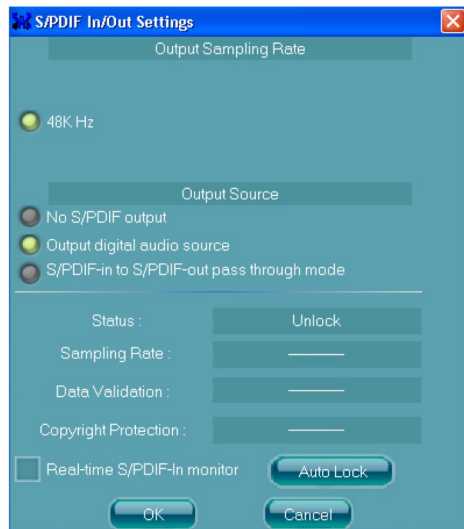 S/PDIF In/Out Settings
Output Sampling Rate
48K Hz
Output Source
No S/PDIF output
Output digital audio source
S/PDIF-in to S/PDIF-out pass through mode
Status : Unlock
Sampling Rate : ———
Data Validation : ———
Copyright Protection : ———
Real-time S/PDIF-In monitor Auto Lock
OK Cancel